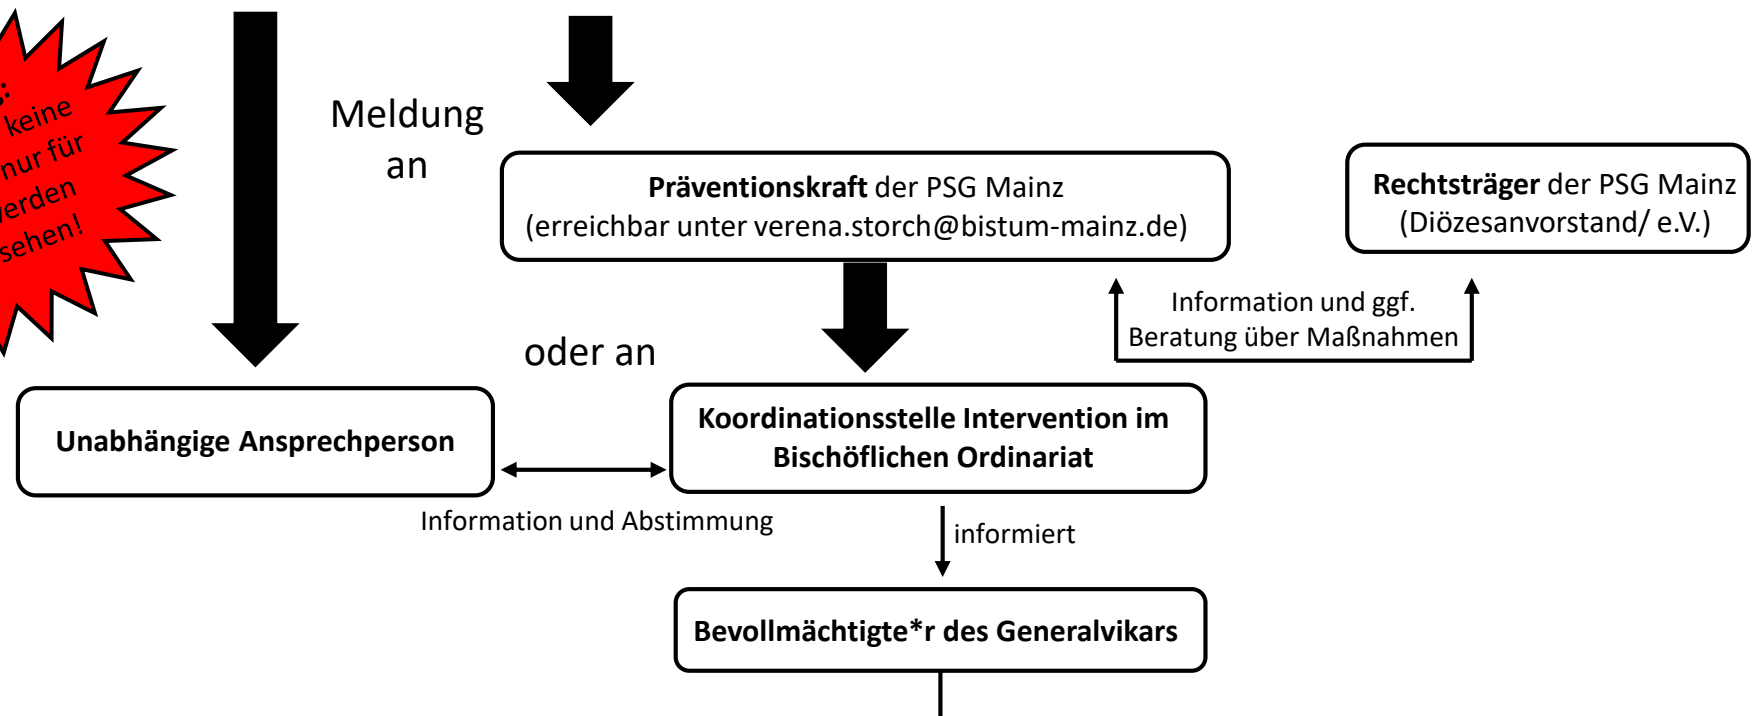 keine
nur für
werden
sehen!
Meldung
an
Präventionskraft der PSG Mainz
(erreichbar unter verena.storch@bistum-mainz.de)
Rechtsträger der PSG Mainz
(Diözesanvorstand/ e.V.)
Information und ggf.
Beratung über Maßnahmen
oder an
Unabhängige Ansprechperson
Koordinationsstelle Intervention im
Bischöflichen Ordinariat
Information und Abstimmung
informiert
Bevollmächtigte*r des Generalvikars